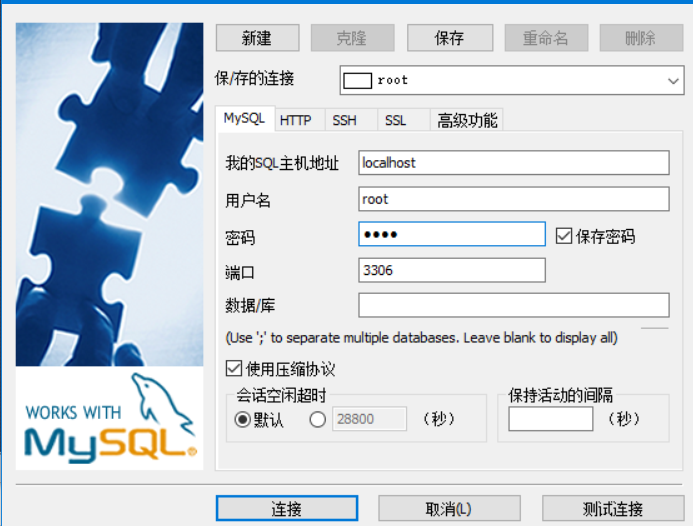 新建 克隆 保存 重命名 删除
保/存的连接 root
MySQL HTTP SSH SSL 高级功能
我的SQL主机地址 localhost
用户名 root
密码 •••• 保存密码
端口 3306
数据/库
(Use ';' to separate multiple databases. Leave blank to display all)
使用压缩协议
会话空闲超时 保持活动的间隔
默认 28800 (秒) (秒)
WORKS WITH
MySQL®
连接 取消(L) 测试连接